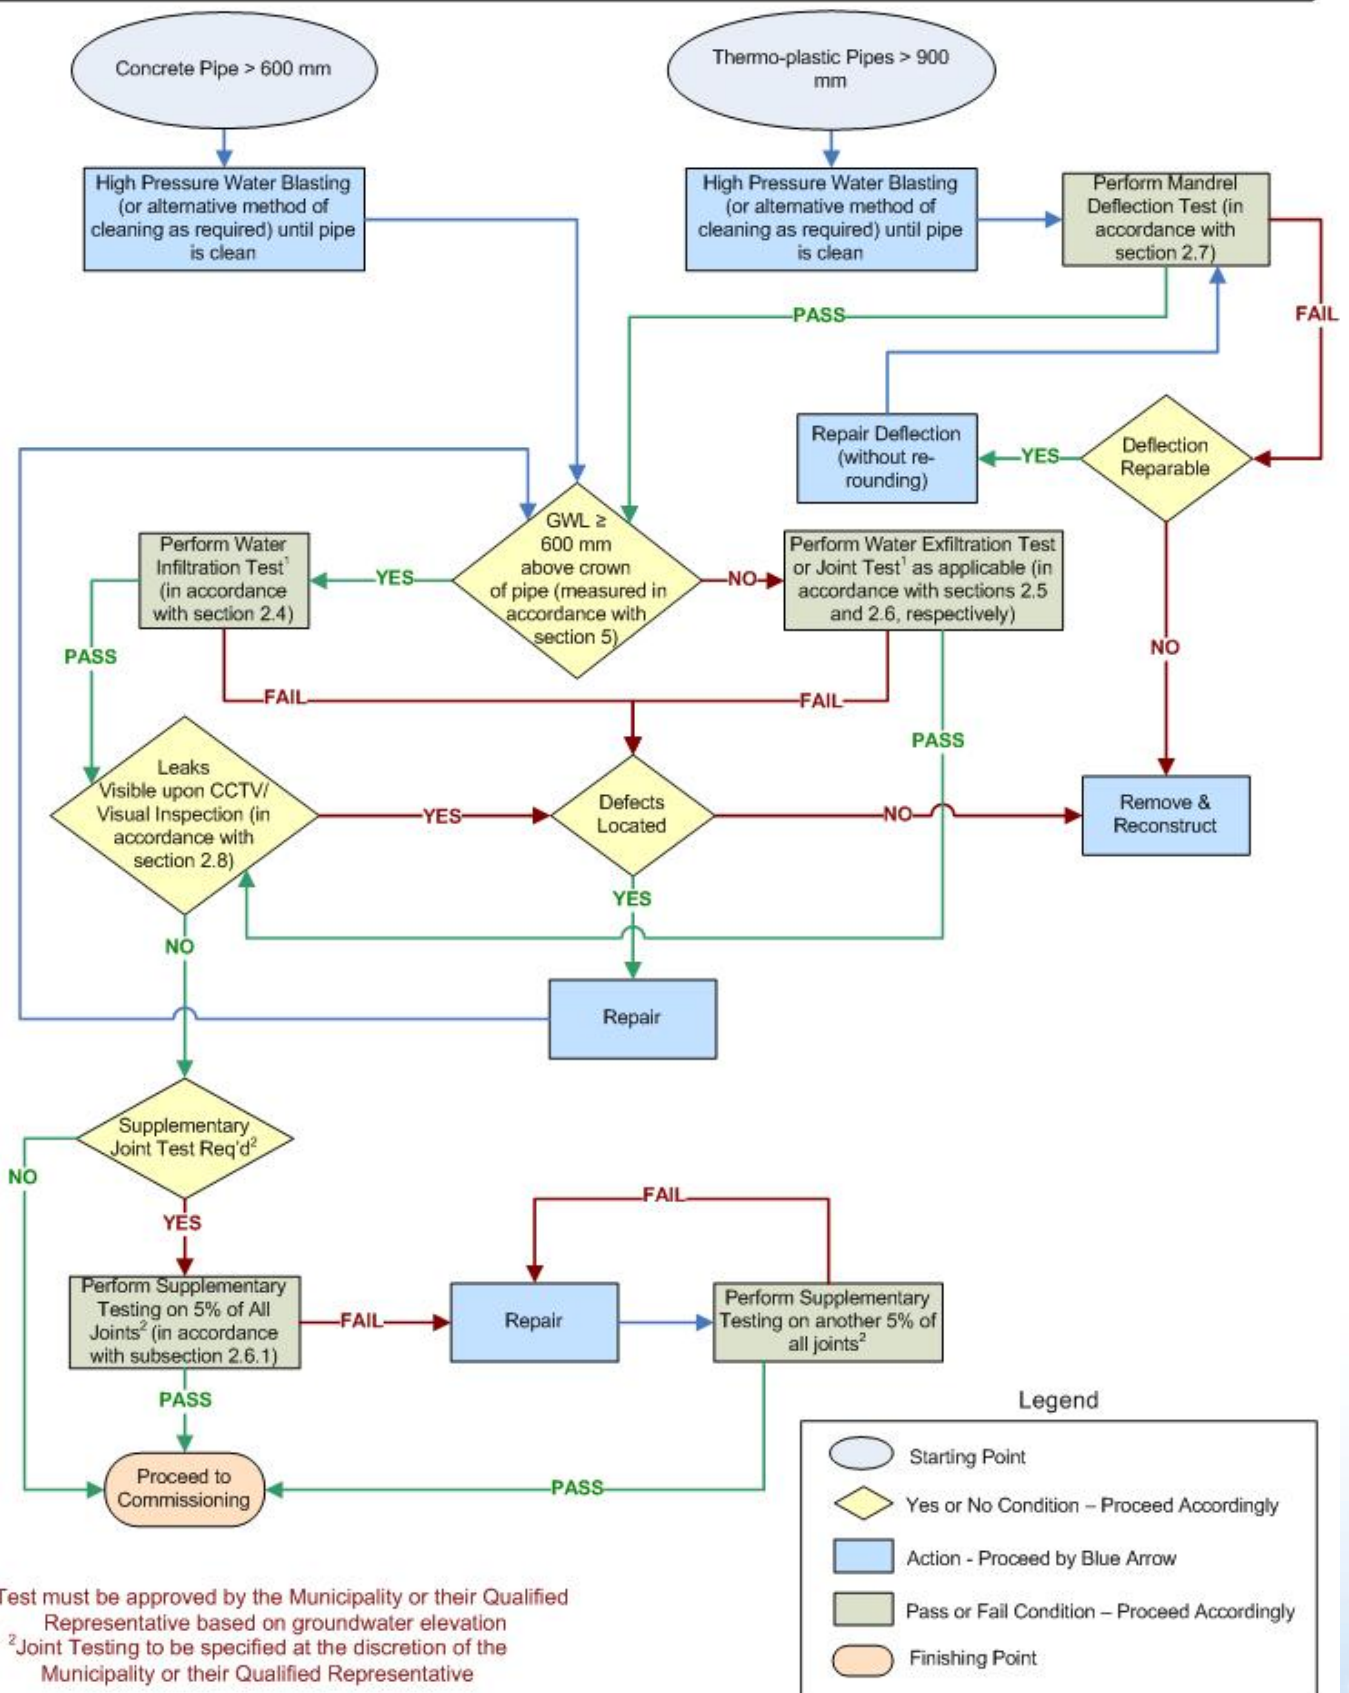 Concrete Pipe > 600 mm
Thermo-plastic Pipes > 900
mm
High Pressure Water Blasting
(or alternative method of
cleaning as required) until pipe
is clean
High Pressure Water Blasting
(or alternative method of
cleaning as required) until pipe
is clean
Perform Mandrel
Deflection Test (in
accordance with
section 2.7)
PASS
FAIL
Repair Deflection
(without re-
rounding)
YES
Deflection
Reparable
Perform Water
Infiltration Test¹
(in accordance
with section 2.4)
YES
GWL ≥
600 mm
above crown
of pipe (measured in
accordance with
section 5)
NO
Perform Water Exfiltration Test
or Joint Test¹ as applicable (in
accordance with sections 2.5
and 2.6, respectively)
NO
PASS
FAIL
FAIL
PASS
Leaks
Visible upon CCTV/
Visual Inspection (in
accordance with
section 2.8)
YES
Defects
Located
NO
Remove &
Reconstruct
YES
NO
Repair
Supplementary
Joint Test Req'd²
NO
YES
FAIL
Perform Supplementary
Testing on 5% of All
Joints² (in accordance
with subsection 2.6.1)
FAIL
Repair
Perform Supplementary
Testing on another 5% of
all joints²
PASS
Proceed to
Commissioning
PASS
Legend
Starting Point
Yes or No Condition – Proceed Accordingly
Action - Proceed by Blue Arrow
Pass or Fail Condition – Proceed Accordingly
Finishing Point
Test must be approved by the Municipality or their Qualified
Representative based on groundwater elevation
²Joint Testing to be specified at the discretion of the
Municipality or their Qualified Representative